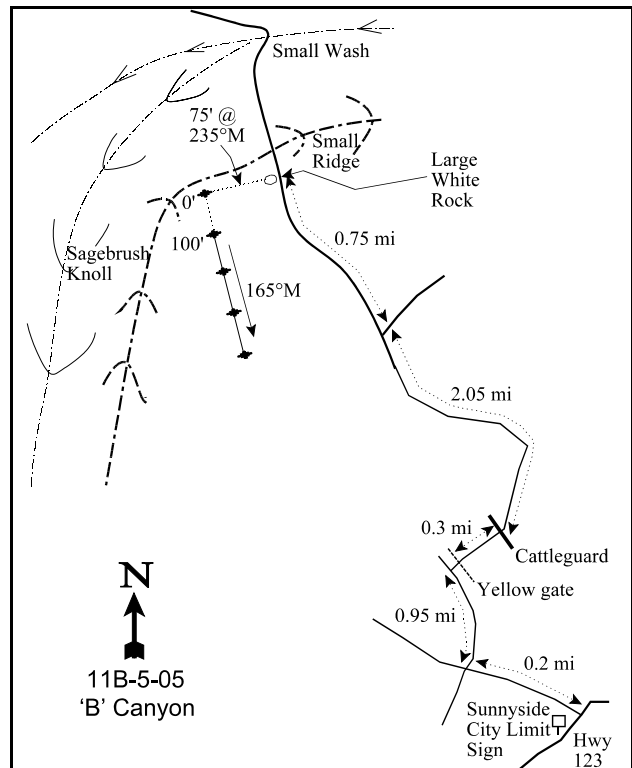 Small Wash
75' @
235°M
Small
Ridge
Large
White
Rock
0'
100'
Sagebrush
Knoll
0.75 mi
165°M
2.05 mi
0.3 mi
Cattleguard
Yellow gate
0.95 mi
N
11B-5-05
'B' Canyon
0.2 mi
Sunnyside
City Limit
Sign
Hwy
123